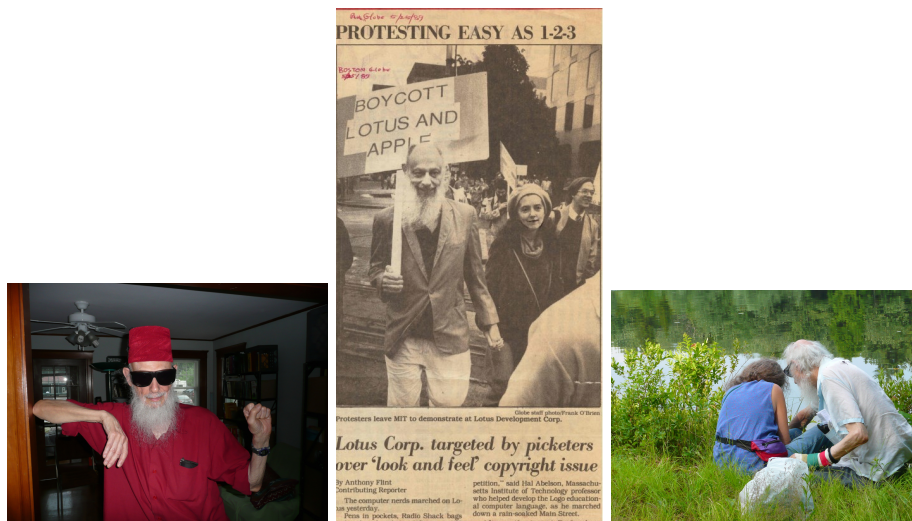 PROTESTING EASY AS 1-2-3
BOSTON Globe
BOYCOTT
LOTUS AND
APPLE
Globe staff photo/Frank O'Brien
Protesters leave MIT to demonstrate at Lotus Development Corp.
Lotus Corp. targeted by picketers
over 'look and feel' copyright issue
By Anthony Flint
Contributing Reporter
The computer nerds marched on Lo-
tus yesterday.
Pens in pockets, Radio Shack bags
petition," said Hal Abelson, Massachu-
setts Institute of Technology professor
who helped develop the Logo education-
al computer language, as he marched
down a rain-soaked Main Street.